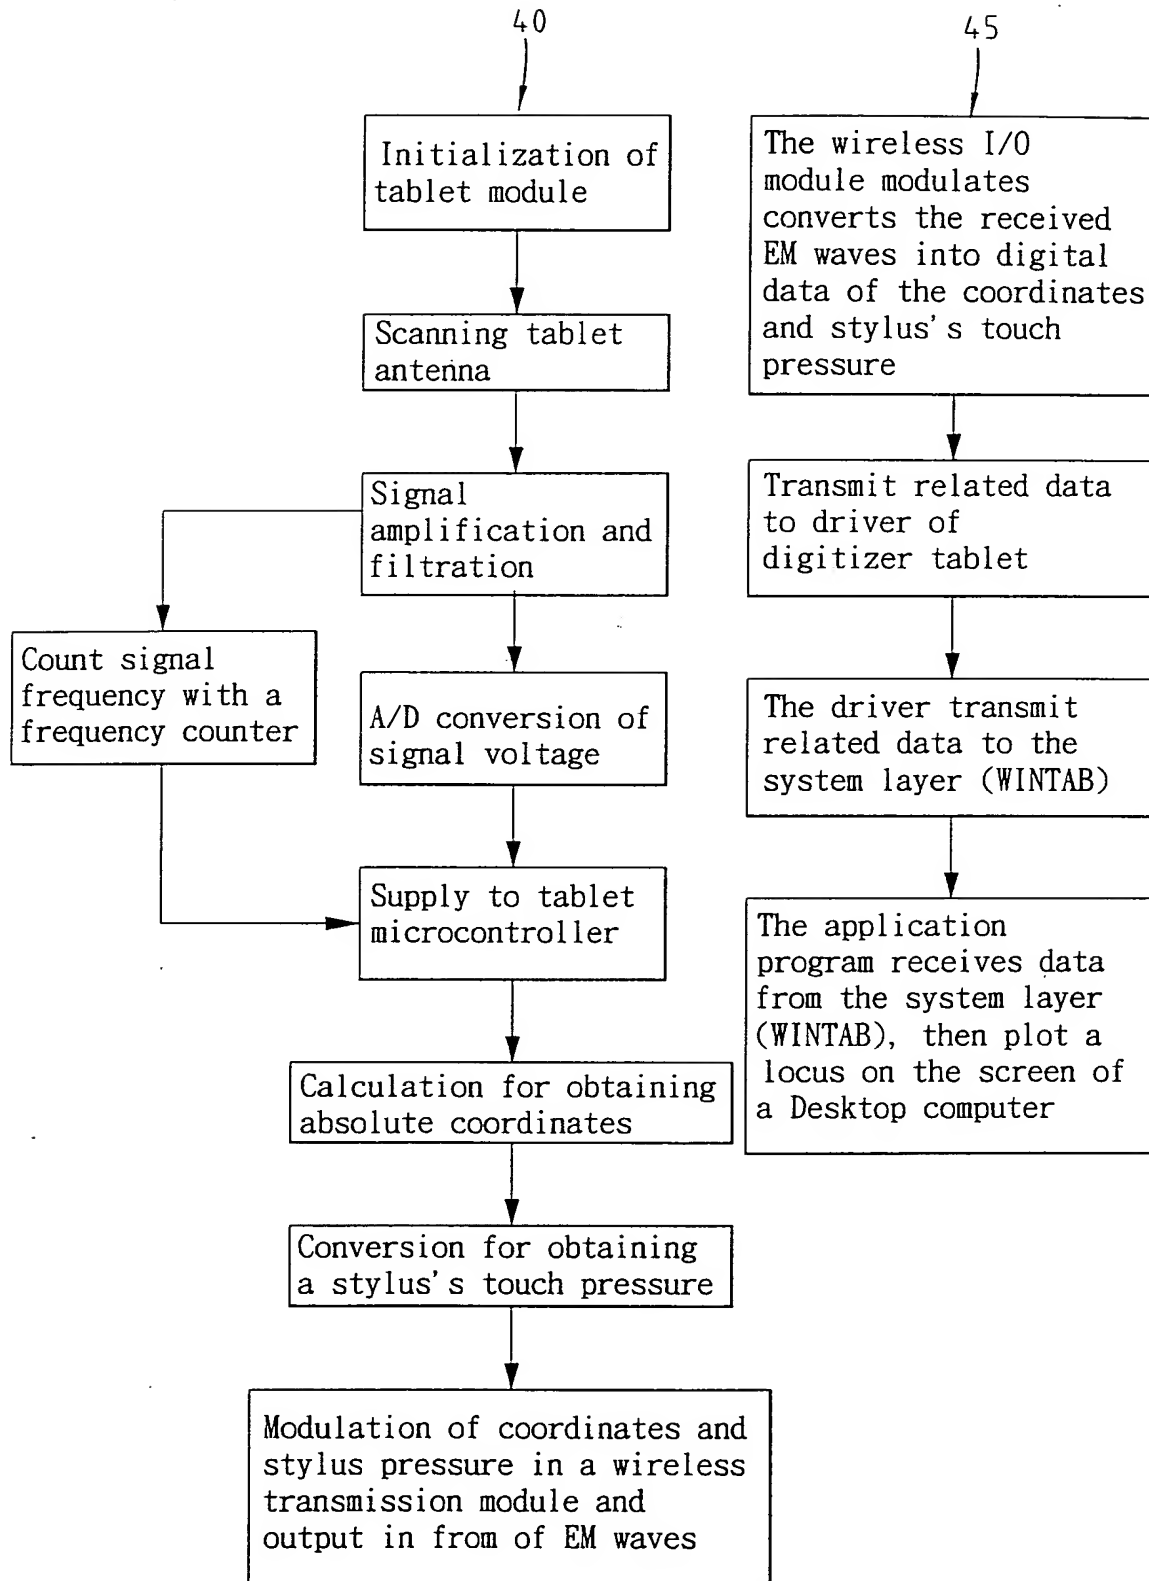 40
Initialization of
tablet module
Scanning tablet
antenna
Signal
amplification and
filtration
Count signal
frequency with a
frequency counter
A/D conversion of
signal voltage
Supply to tablet
microcontroller
Calculation for obtaining
absolute coordinates
Conversion for obtaining
a stylus's touch pressure
Modulation of coordinates and
stylus pressure in a wireless
transmission module and
output in from of EM waves
45
The wireless I/O
module modulates
converts the received
EM waves into digital
data of the coordinates
and stylus's touch
pressure
Transmit related data
to driver of
digitizer tablet
The driver transmit
related data to the
system layer (WINTAB)
The application
program receives data
from the system layer
(WINTAB), then plot a
locus on the screen of
a Desktop computer